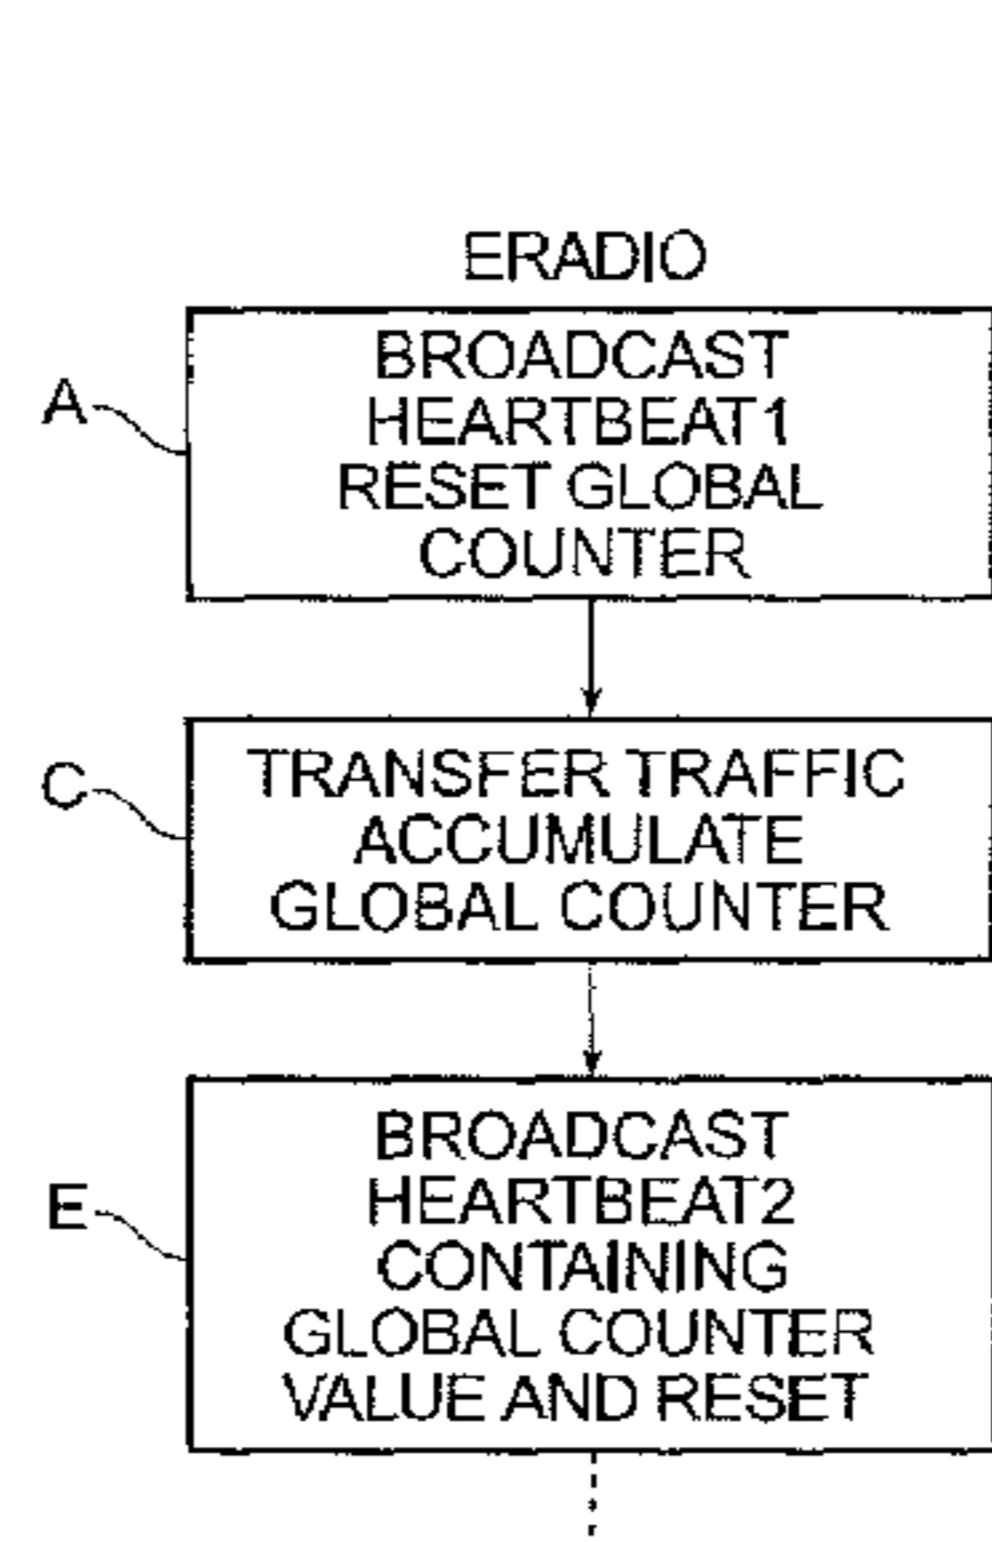 ERADIO
A
BROADCAST
HEARTBEAT1
RESET GLOBAL
COUNTER
C
TRANSFER TRAFFIC
ACCUMULATE
GLOBAL COUNTER
E
BROADCAST
HEARTBEAT2
CONTAINING
GLOBAL COUNTER
VALUE AND RESET